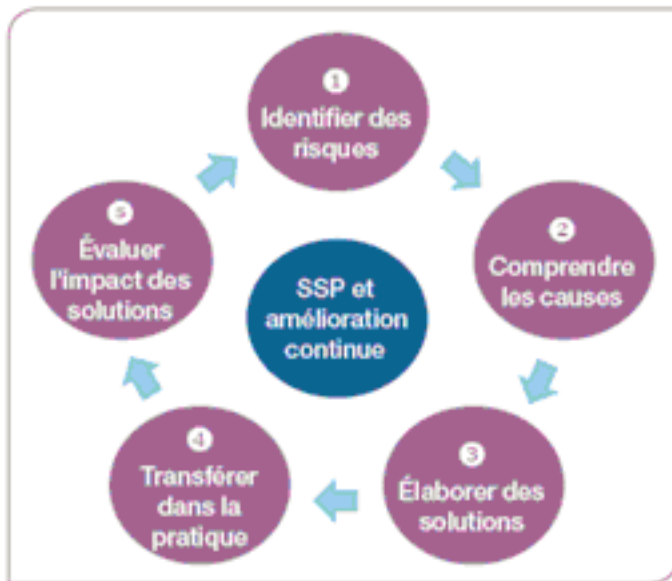 1
Identifier des
risques
2
Comprendre
les causes
3
Élaborer des
solutions
4
Transférer
dans la
pratique
5
Évaluer
l'impact des
solutions
SSP et
amélioration
continue